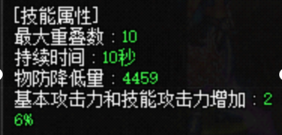 [技能属性]
最大重叠数：10
持续时间：10秒
物防降低量：4459
基本攻击力和技能攻击力增加：2
6%